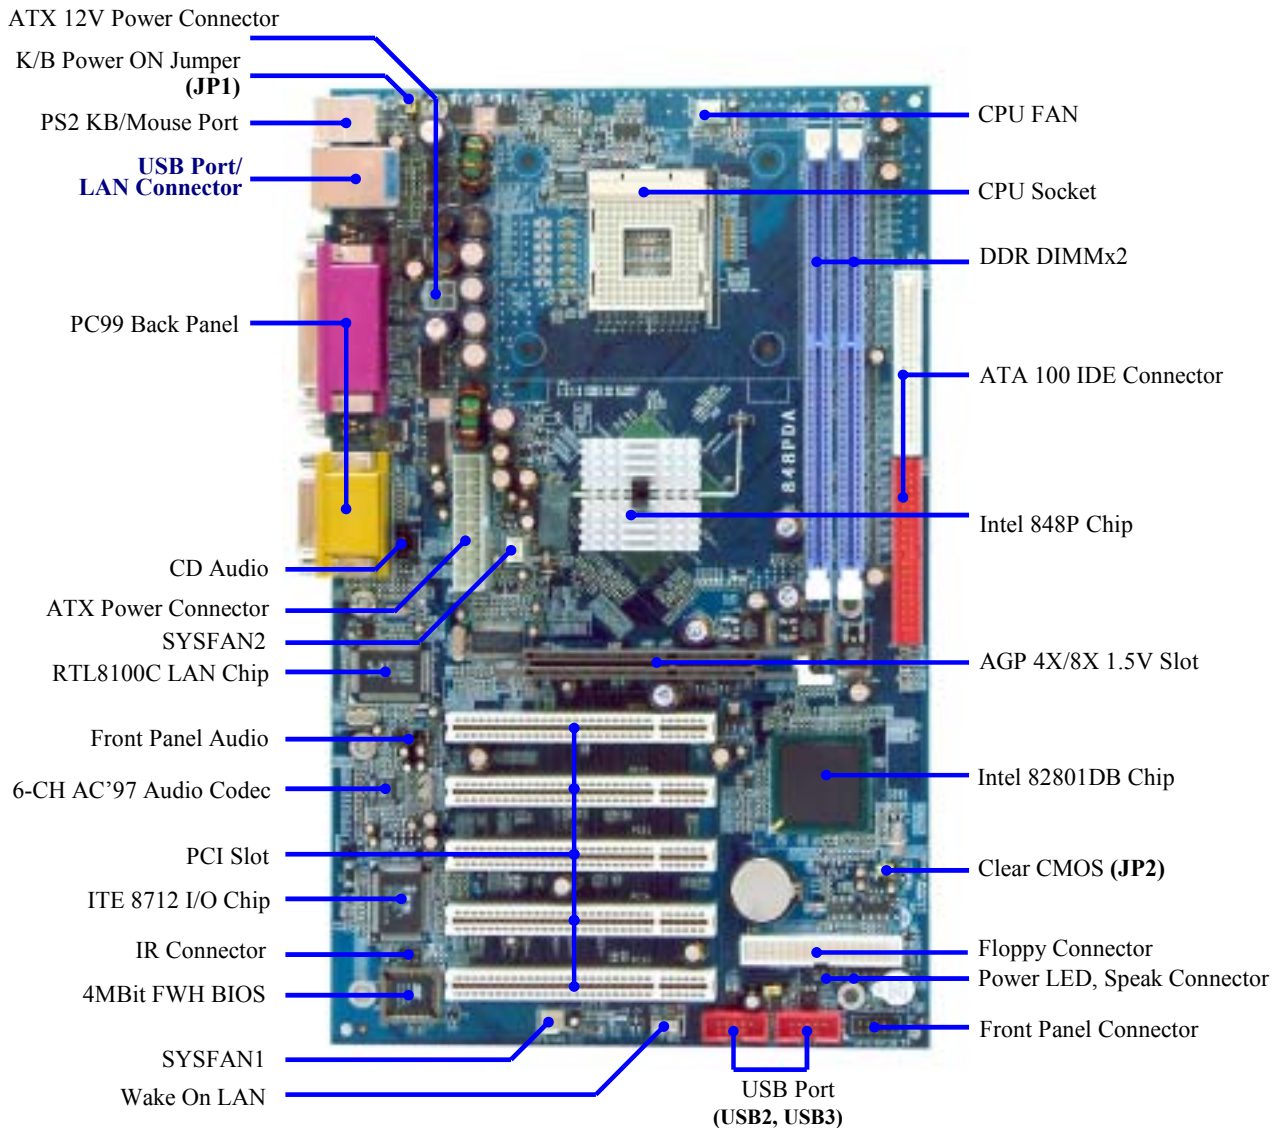 ATX 12V Power Connector
K/B Power ON Jumper
(JP1)
PS2 KB/Mouse Port
USB Port/
LAN Connector
PC99 Back Panel
CD Audio
ATX Power Connector
SYSFAN2
RTL8100C LAN Chip
Front Panel Audio
6-CH AC’97 Audio Codec
PCI Slot
ITE 8712 I/O Chip
IR Connector
4MBit FWH BIOS
SYSFAN1
Wake On LAN
848PDA
CPU FAN
CPU Socket
DDR DIMMx2
ATA 100 IDE Connector
Intel 848P Chip
AGP 4X/8X 1.5V Slot
Intel 82801DB Chip
Clear CMOS (JP2)
Floppy Connector
Power LED, Speak Connector
Front Panel Connector
USB Port
(USB2, USB3)